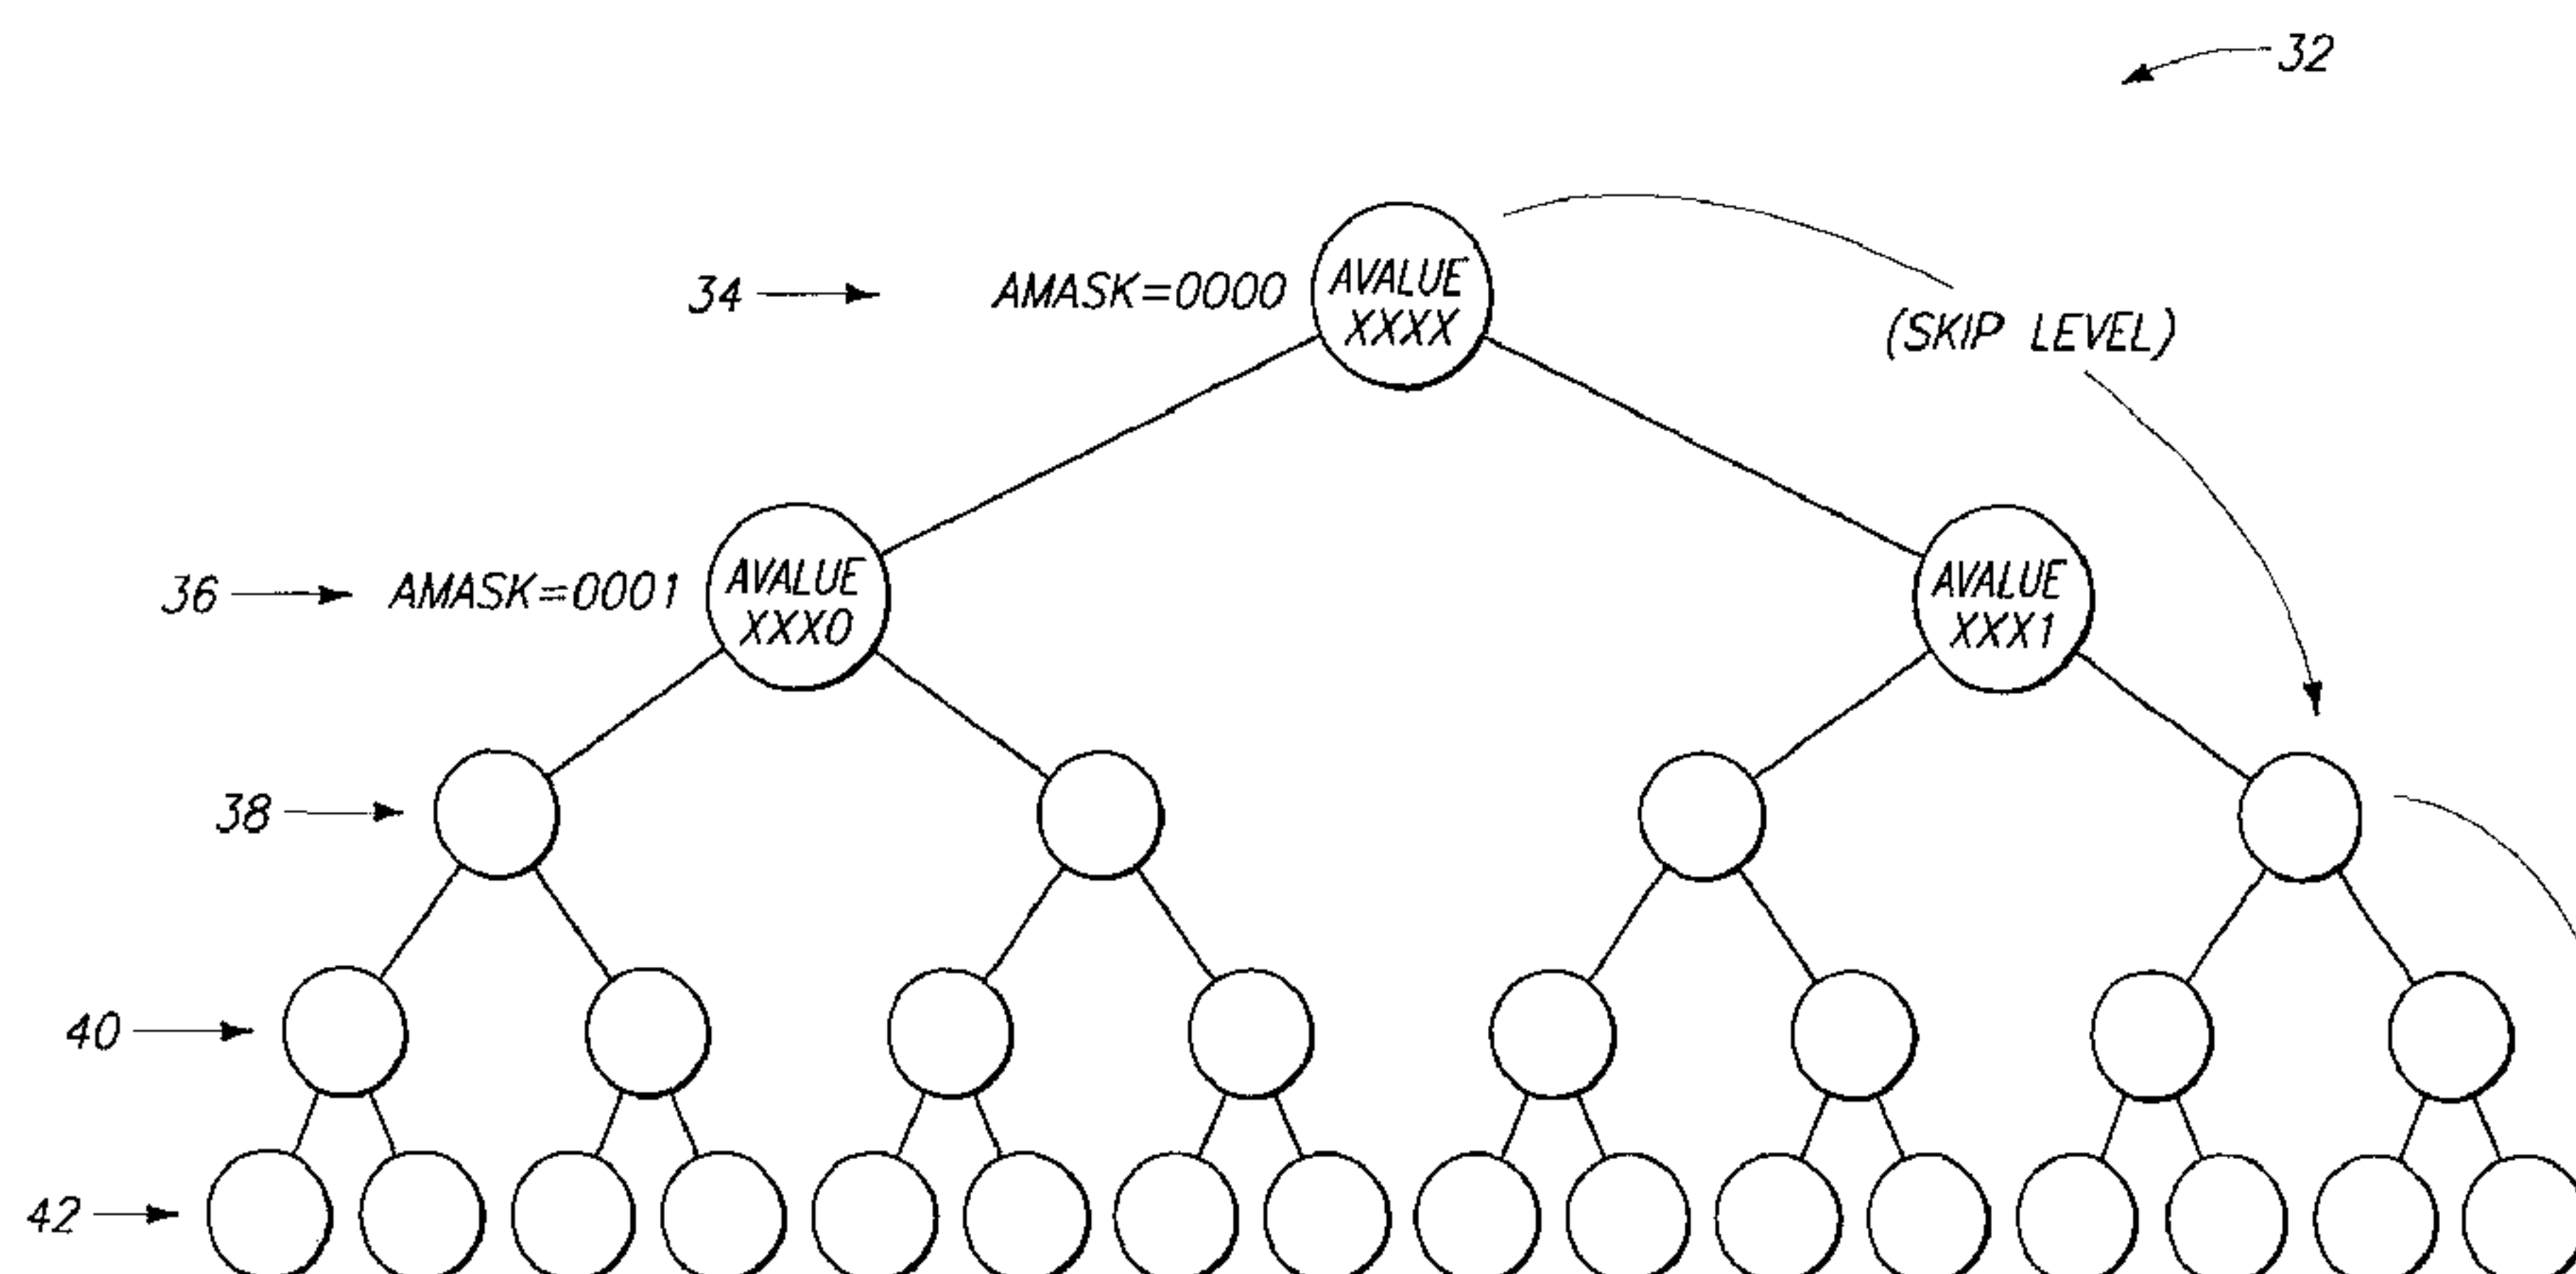 32
34
AMASK=0000
AVALUE
XXXX
(SKIP LEVEL)
36
AMASK=0001
AVALUE
XXX0
AVALUE
XXX1
38
40
42